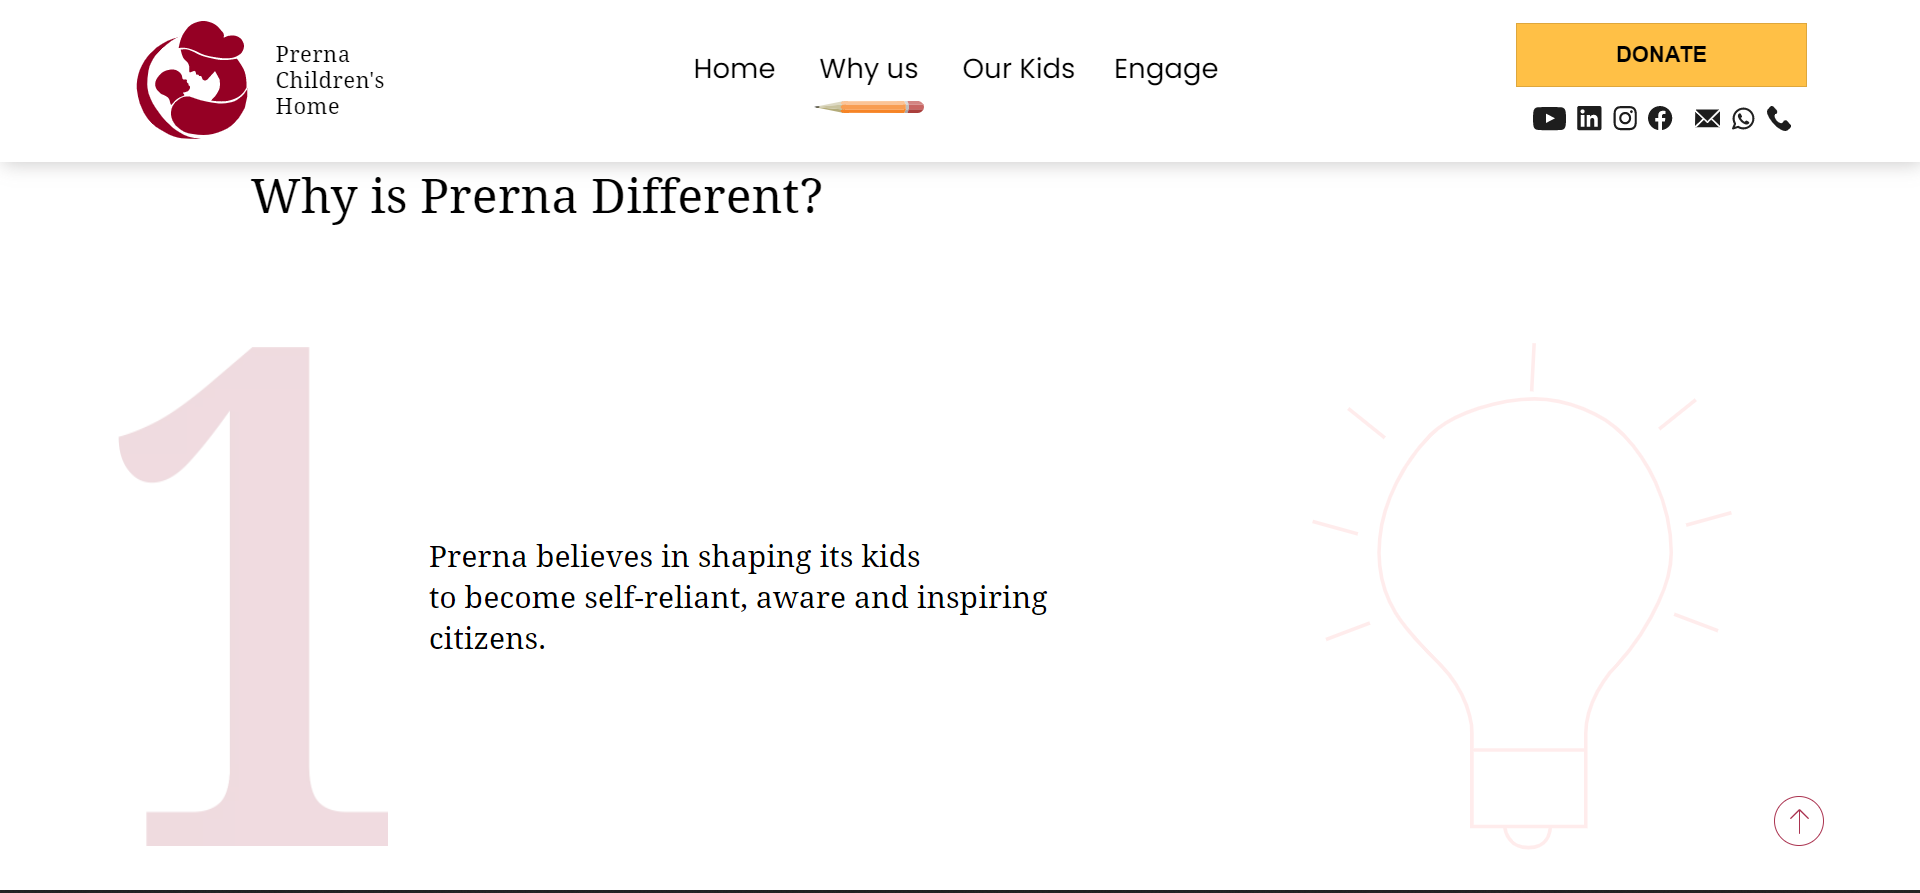 Prerna
Children's
Home
Home Why us Our Kids Engage
DONATE
Why is Prerna Different?
1
Prerna believes in shaping its kids
to become self-reliant, aware and inspiring
citizens.